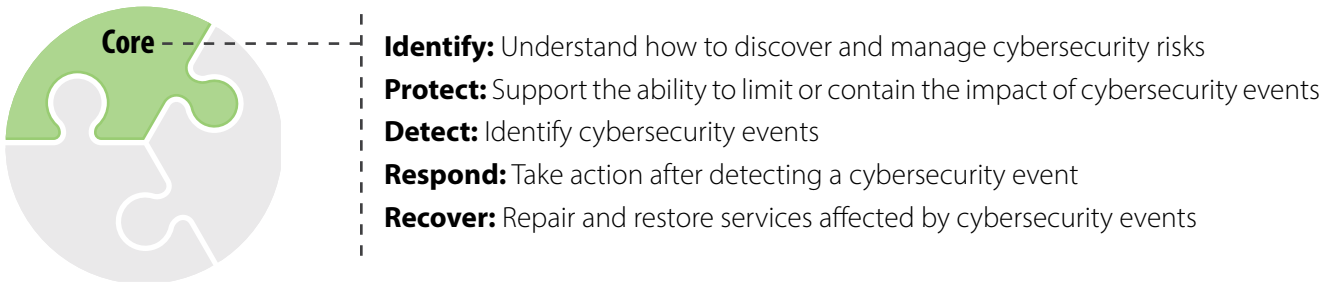 Core
Identify: Understand how to discover and manage cybersecurity risks
Protect: Support the ability to limit or contain the impact of cybersecurity events
Detect: Identify cybersecurity events
Respond: Take action after detecting a cybersecurity event
Recover: Repair and restore services affected by cybersecurity events